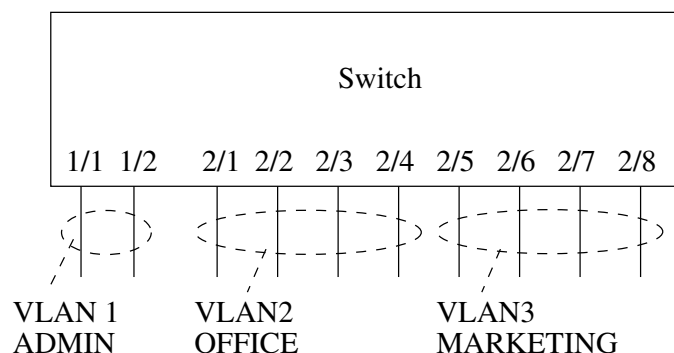 Switch
1/1 1/2 2/1 2/2 2/3 2/4 2/5 2/6 2/7 2/8
VLAN 1 VLAN2 VLAN3
ADMIN OFFICE MARKETING